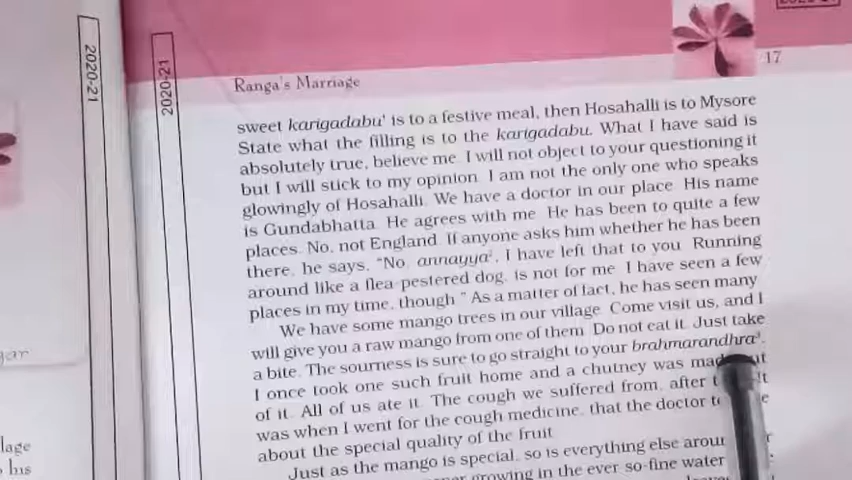 2020-21
2020-21
Ranga's Marriage
17
sweet karigadabu¹ is to a festive meal, then Hosahalli is to Mysore
State what the filling is to the karigadabu. What I have said is
absolutely true, believe me. I will not object to your questioning it
but I will stick to my opinion. I am not the only one who speaks
glowingly of Hosahalli. We have a doctor in our place. His name
is Gundabhatta. He agrees with me. He has been to quite a few
places. No, not England. If anyone asks him whether he has been
there, he says, “No, annayya², I have left that to you. Running
around like a flea-pestered dog, is not for me. I have seen a few
places in my time, though.” As a matter of fact, he has seen many.
We have some mango trees in our village. Come visit us, and I
will give you a raw mango from one of them. Do not eat it. Just take
a bite. The sourness is sure to go straight to your brahmarandhra³.
I once took one such fruit home and a chutney was
of it. All of us ate it. The cough we suffered from, after
was when I went for the cough medicine, that the doctor
about the special quality of the fruit.
Just as the mango is special, so is everything else
growing in the ever-so-fine water
lage
his